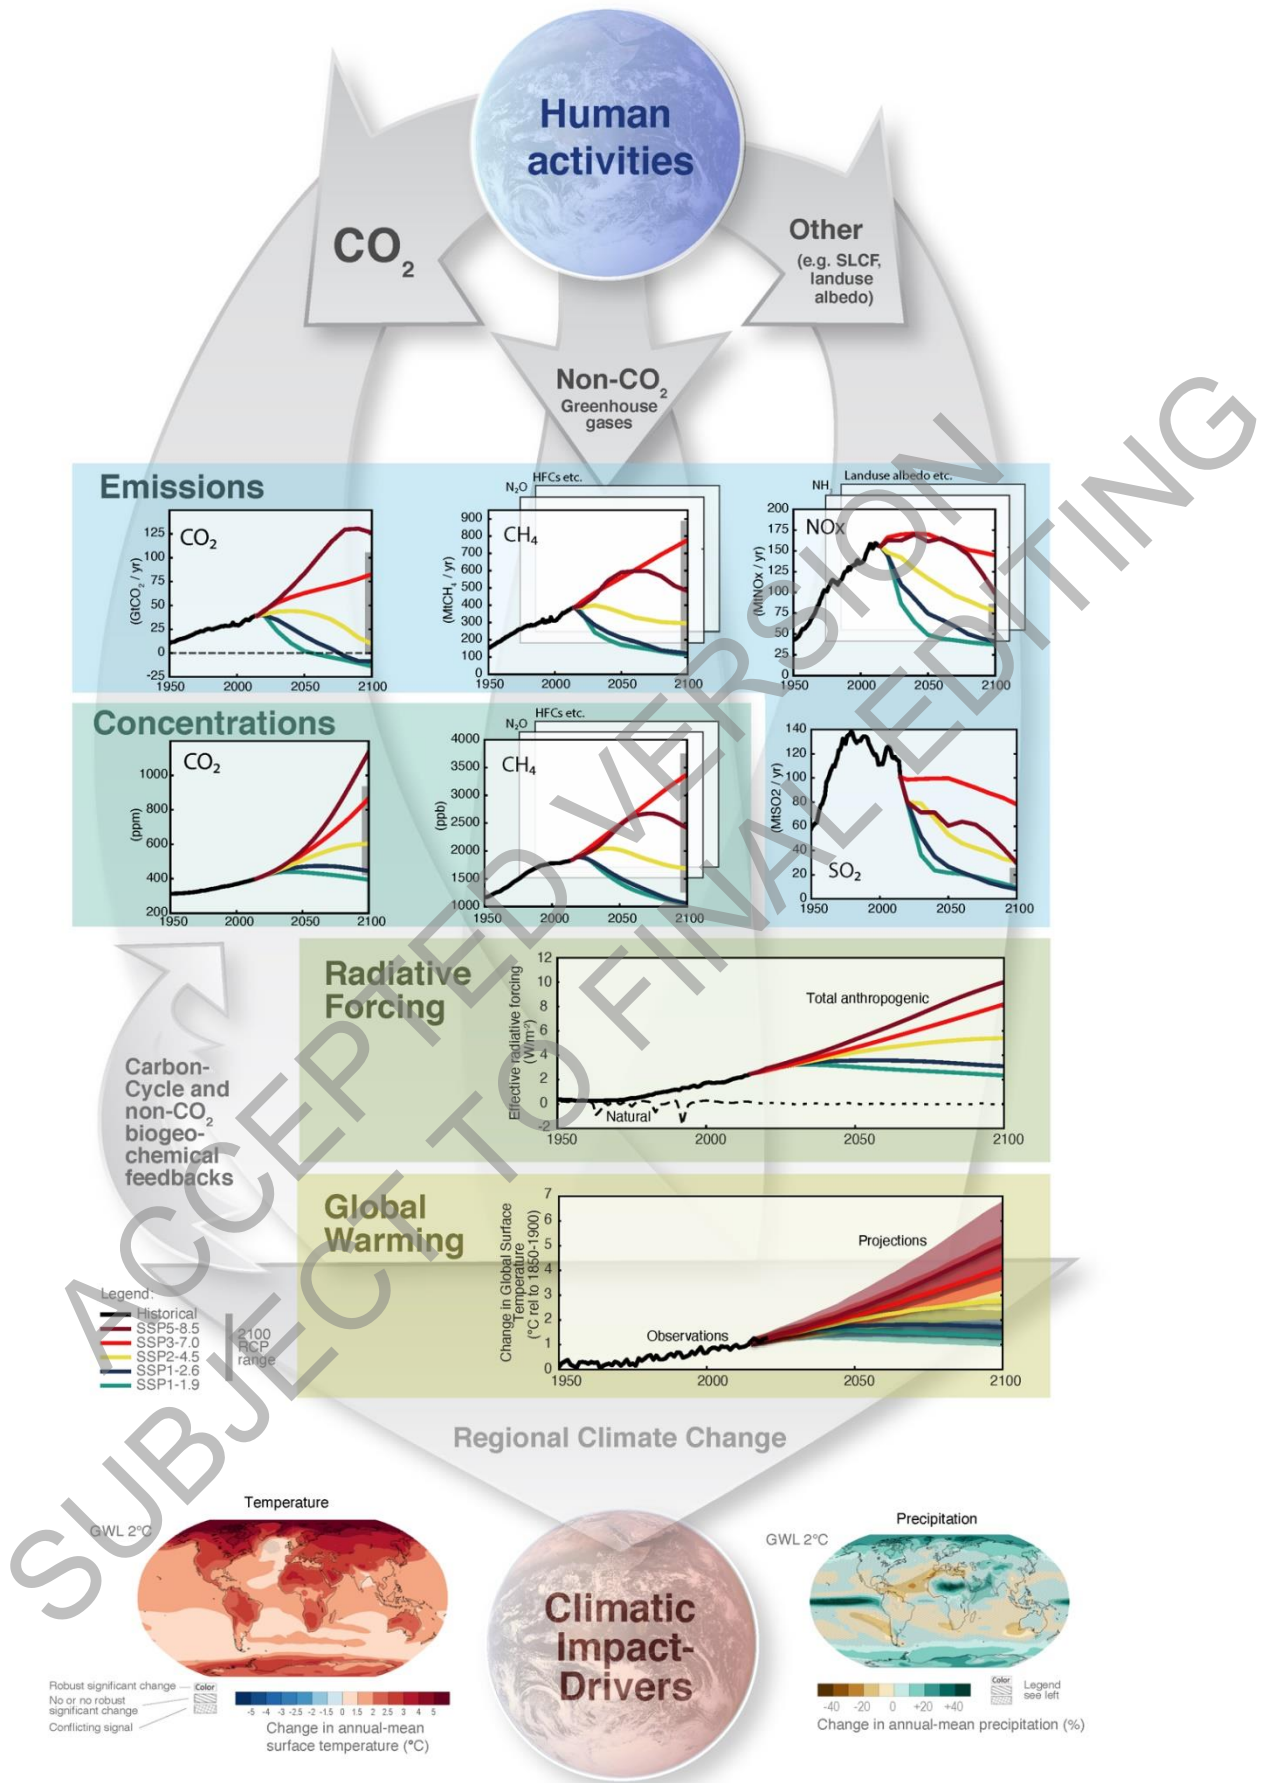 Human
activities
CO2
Other
(e.g. SLCF,
landuse
albedo)
Non-CO2
Greenhouse
gases
Emissions
CO2
(GtCO2 / yr)
125
100
75
50
25
0
-25
1950 2000 2050 2100
HFCs etc.
N2O
CH4
(MtCH4 / yr)
900
800
700
600
500
400
300
200
100
0
1950 2000 2050 2100
Landuse albedo etc.
NOx
(MtNOx / yr)
200
175
150
125
100
75
50
25
0
1950 2000 2050 2100
Concentrations
CO2
(ppm)
1000
800
600
400
200
1950 2000 2050 2100
HFCs etc.
N2O
CH4
(ppb)
4000
3500
3000
2500
2000
1500
1000
1950 2000 2050 2100
SO2
(MtSO2 / yr)
140
120
100
80
60
40
20
0
1950 2000 2050 2100
Radiative
Forcing
Effective radiative forcing
(W/m-2)
12
10
8
6
4
2
0
-2
Total anthropogenic
Natural
1950 2000 2050 2100
Carbon-
Cycle and
non-CO2
biogeo-
chemical
feedbacks
Global
Warming
Change in Global Surface
Temperature
(°C rel to 1850-1900)
7
6
5
4
3
2
1
0
Projections
Observations
1950 2000 2050 2100
Legend:
Historical
SSP5-8.5
SSP3-7.0
SSP2-4.5
SSP1-2.6
SSP1-1.9
2100
RCP
range
Regional Climate Change
Temperature
GWL 2°C
Robust significant change
No or no robust
significant change
Conflicting signal
Color
-5 -4 -3 -2.5 -2 -1.5 0 1.5 2 2.5 3 4 5
Change in annual-mean
surface temperature (°C)
Climatic
Impact-
Drivers
Precipitation
GWL 2°C
-40 -20 0 +20 +40
Color
Legend
see left
Change in annual-mean precipitation (%)
ACCEPTED VERSION
SUBJECT TO FINAL EDITING